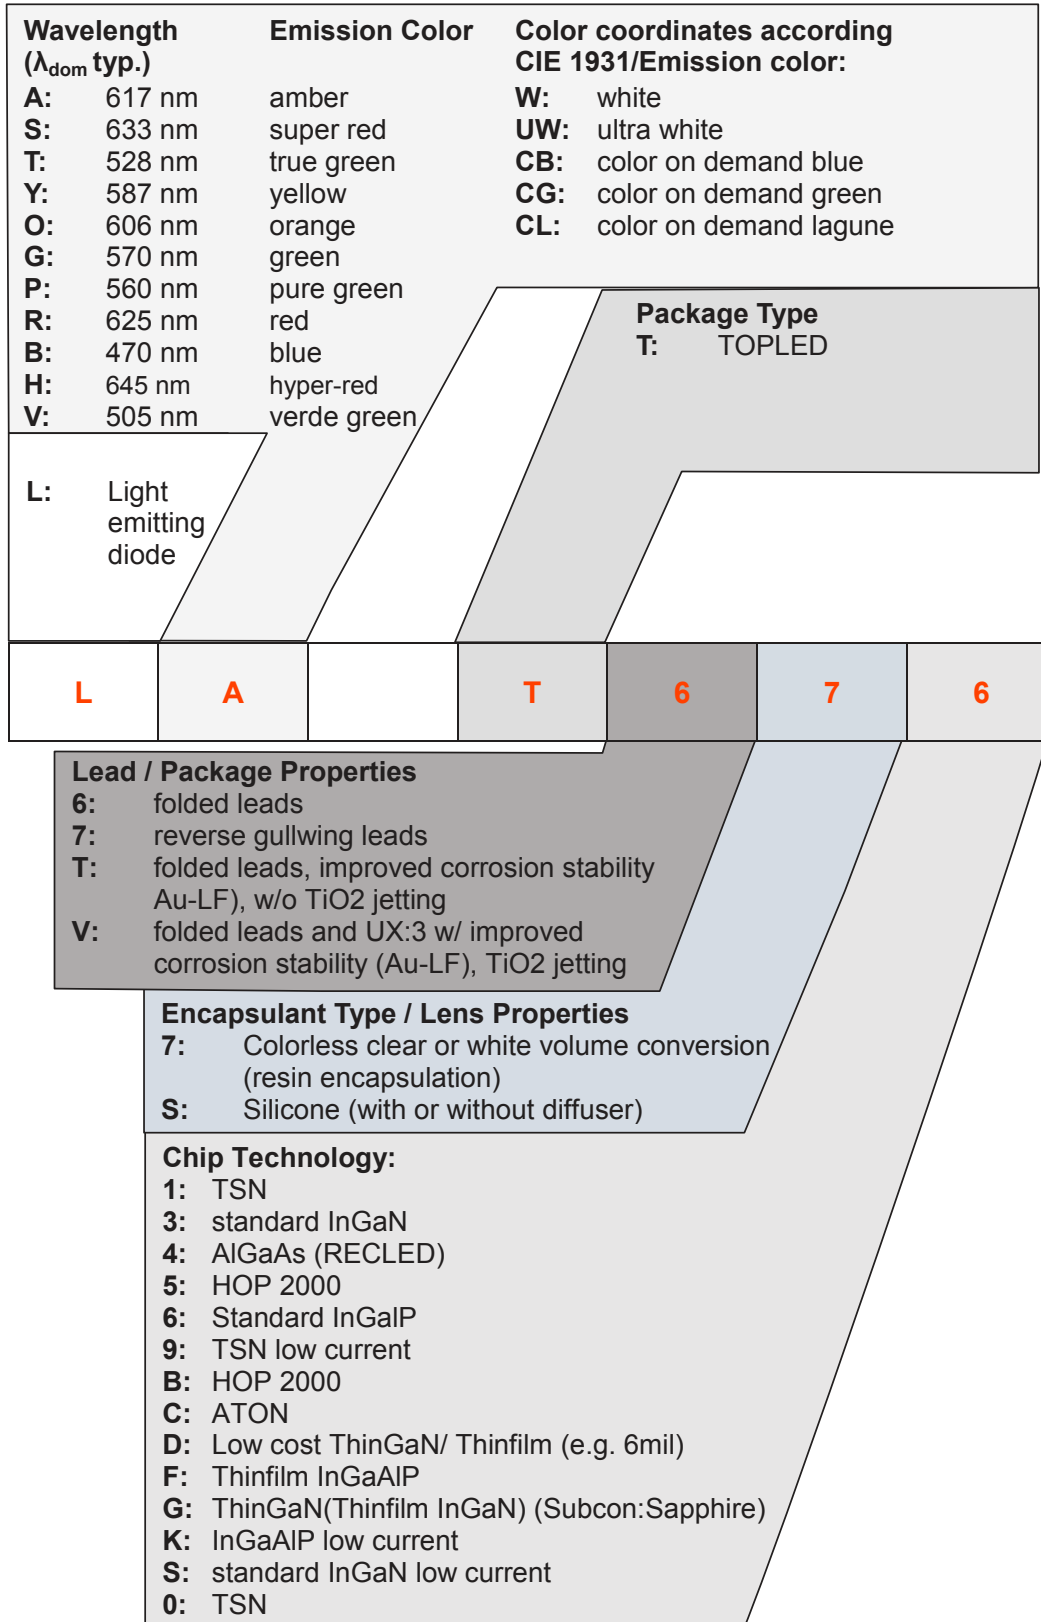 Wavelength Emission Color
(λdom typ.)
A: 617 nm amber
S: 633 nm super red
T: 528 nm true green
Y: 587 nm yellow
O: 606 nm orange
G: 570 nm green
P: 560 nm pure green
R: 625 nm red
B: 470 nm blue
H: 645 nm hyper-red
V: 505 nm verde green
Color coordinates according
CIE 1931/Emission color:
W: white
UW: ultra white
CB: color on demand blue
CG: color on demand green
CL: color on demand lagune
Package Type
T: TOPLED
L: Light
emitting
diode
L A T 6 7 6
Lead / Package Properties
6: folded leads
7: reverse gullwing leads
T: folded leads, improved corrosion stability
Au-LF), w/o TiO2 jetting
V: folded leads and UX:3 w/ improved
corrosion stability (Au-LF), TiO2 jetting
Encapsulant Type / Lens Properties
7: Colorless clear or white volume conversion
(resin encapsulation)
S: Silicone (with or without diffuser)
Chip Technology:
1: TSN
3: standard InGaN
4: AlGaAs (RECLED)
5: HOP 2000
6: Standard InGalP
9: TSN low current
B: HOP 2000
C: ATON
D: Low cost ThinGaN/ Thinfilm (e.g. 6mil)
F: Thinfilm InGaAlP
G: ThinGaN(Thinfilm InGaN) (Subcon:Sapphire)
K: InGaAlP low current
S: standard InGaN low current
0: TSN